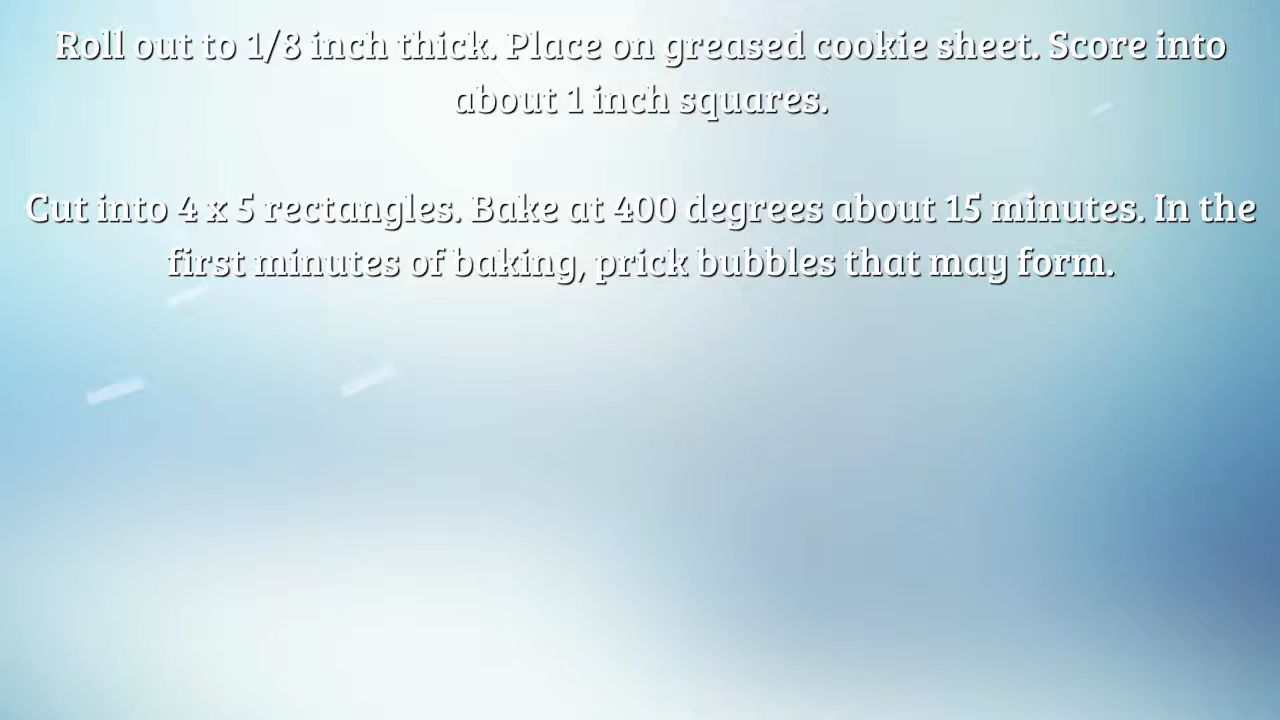 Roll out to 1/8 inch thick. Place on greased cookie sheet. Score into
about 1 inch squares.
Cut into 4 x 5 rectangles. Bake at 400 degrees about 15 minutes. In the
first minutes of baking, prick bubbles that may form.